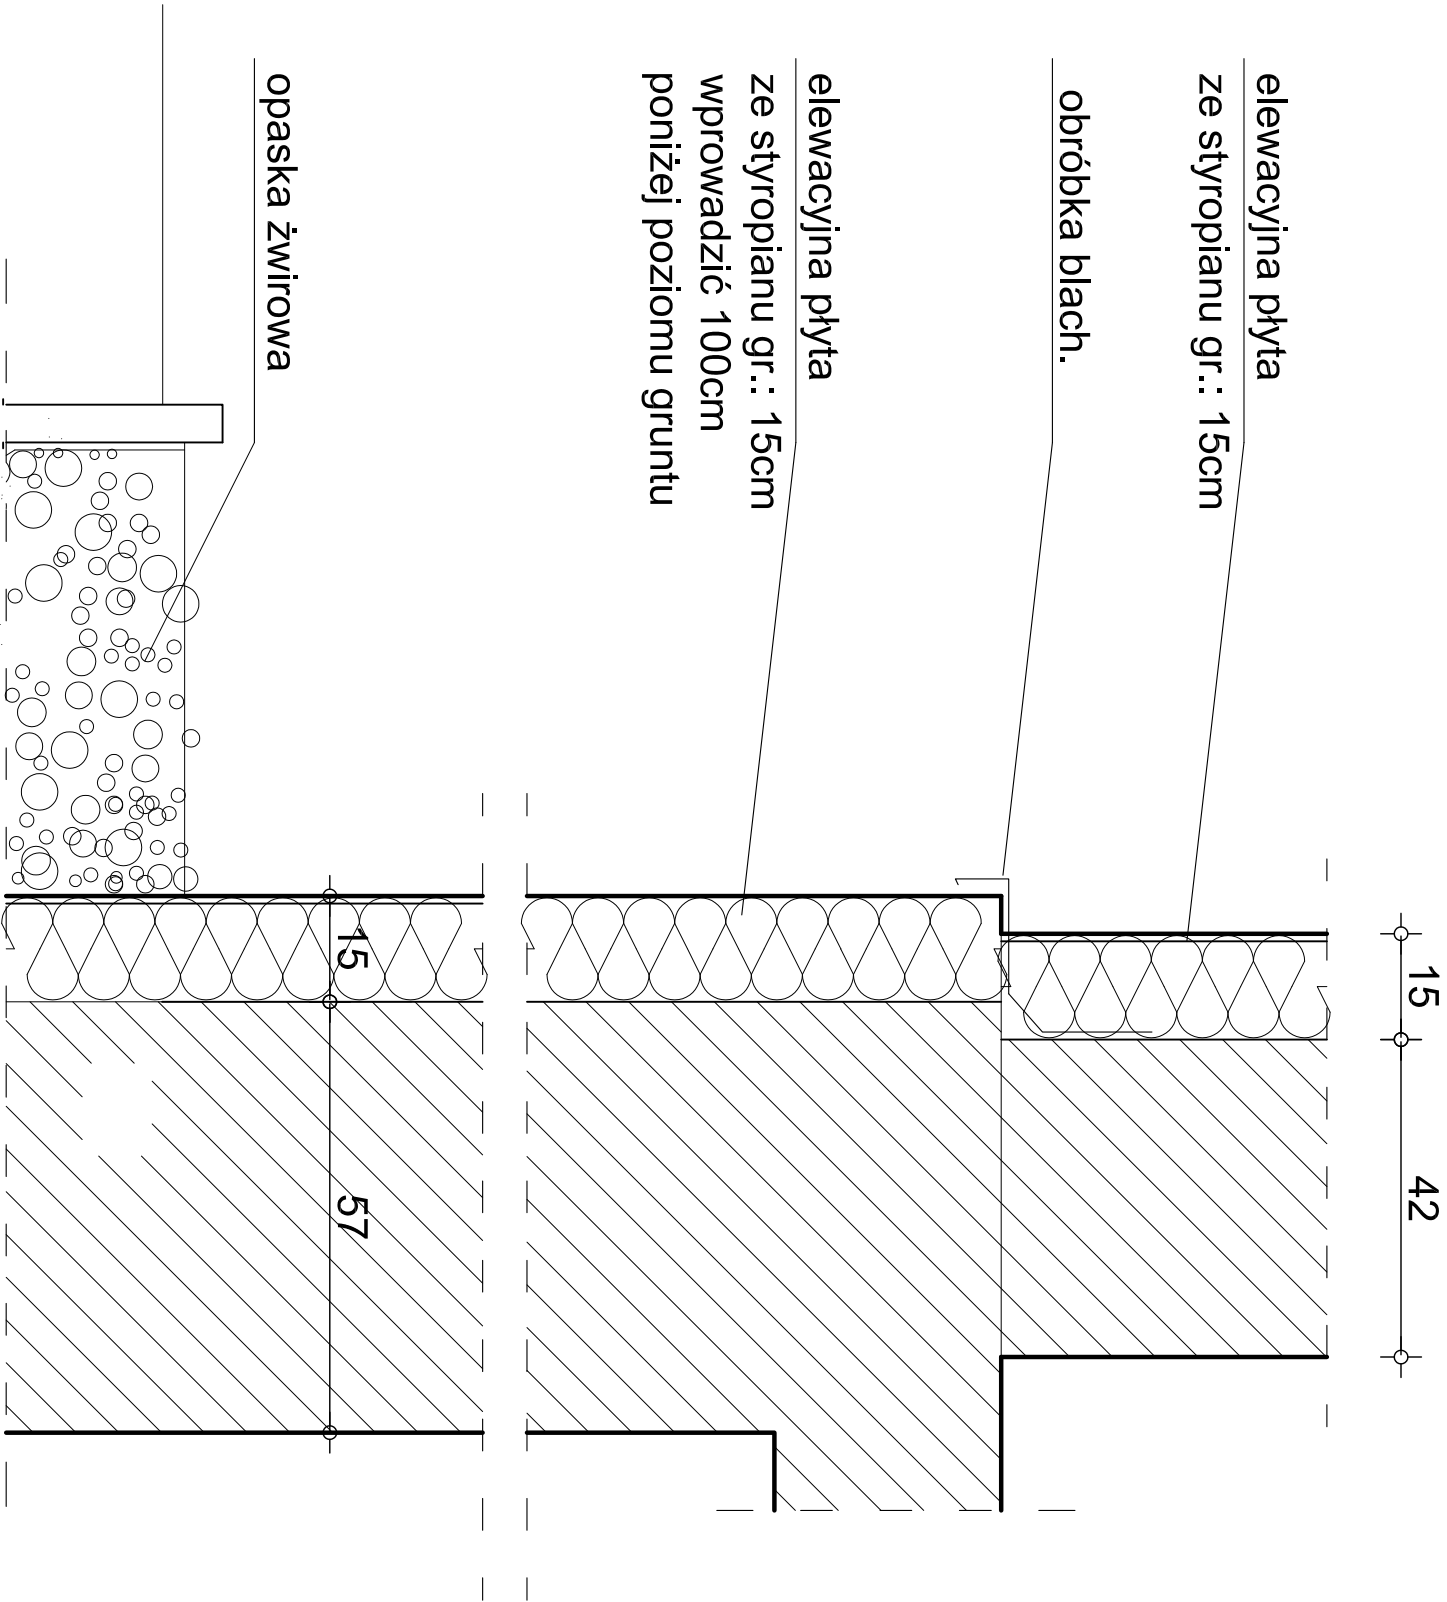 15
42
elewacyjna płyta
ze styropianu gr.: 15cm
obróbka blach.
elewacyjna płyta
ze styropianu gr.: 15cm
wprowadzić 100cm
poniżej poziomu gruntu
15
57
opaska żwirowa